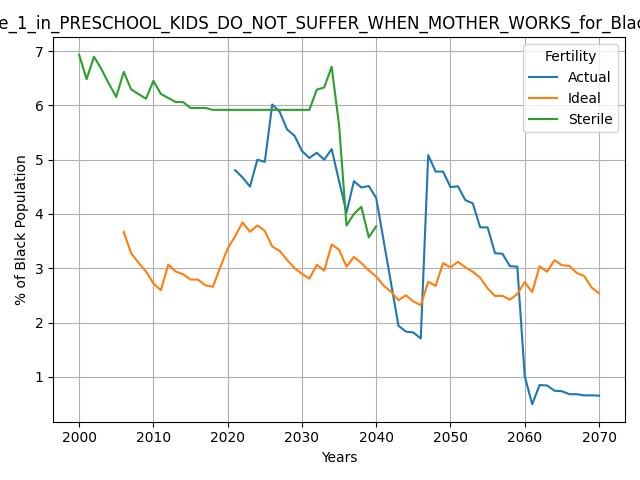 e_1_in_PRESCHOOL_KIDS_DO_NOT_SUFFER_WHEN_MOTHER_WORKS_for_Blac
Fertility
Actual
Ideal
Sterile
% of Black Population
7
6
5
4
3
2
1
2000 2010 2020 2030 2040 2050 2060 2070
Years